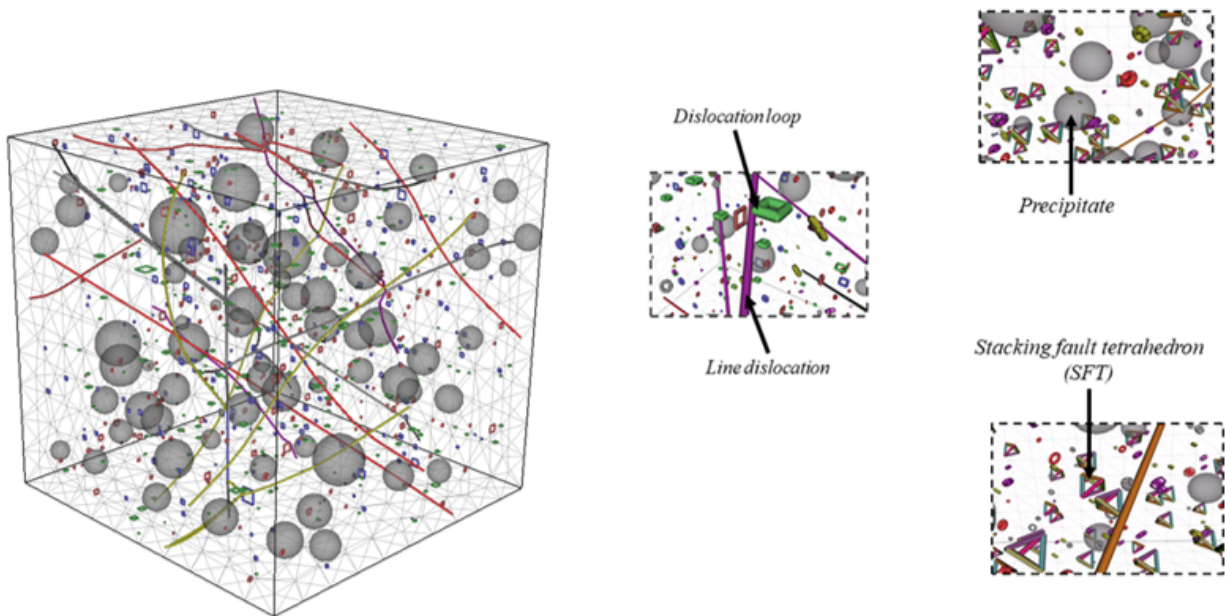 Dislocation loop
Line dislocation
Precipitate
Stacking fault tetrahedron
(SFT)